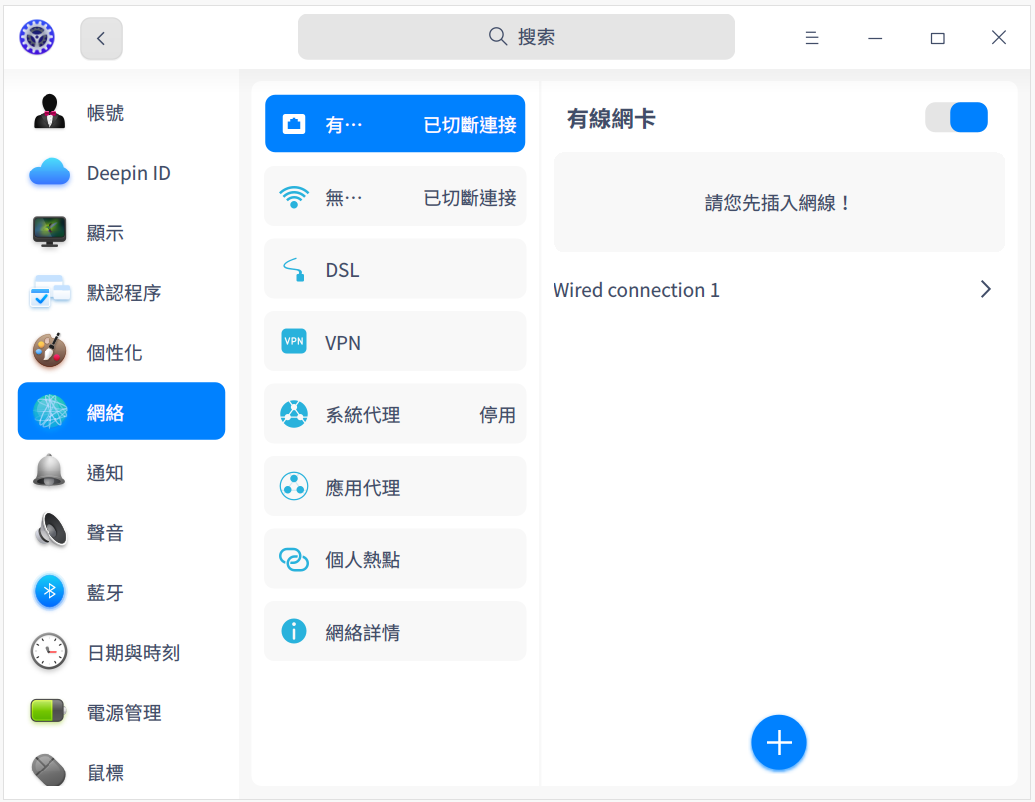 搜索
帳號
Deepin ID
顯示
默認程序
個性化
網絡
通知
聲音
藍牙
日期與時刻
電源管理
鼠標
有… 已切斷連接
無… 已切斷連接
DSL
VPN VPN
系統代理 停用
應用代理
個人熱點
網絡詳情
有線網卡
請您先插入網線！
Wired connection 1